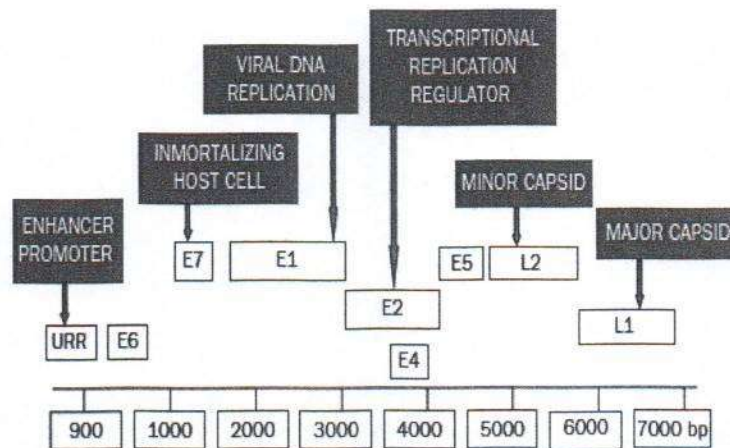 TRANSCRIPTIONAL
REPLICATION
REGULATOR
VIRAL DNA
REPLICATION
INMORTALIZING
HOST CELL
MINOR CAPSID
ENHANCER
PROMOTER
MAJOR CAPSID
E7
E1
E5
L2
E2
L1
URR
E6
E4
900
1000
2000
3000
4000
5000
6000
7000 bp